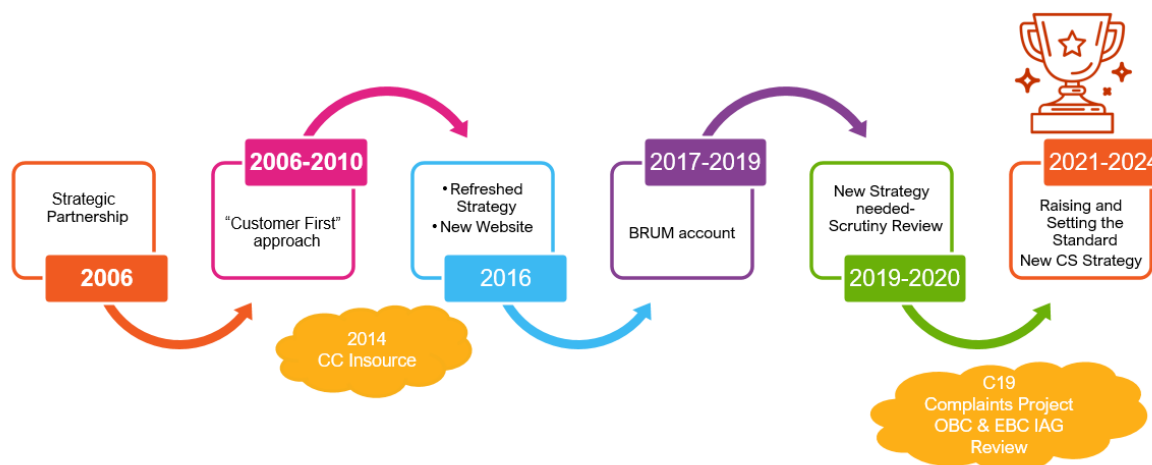 Strategic
Partnership
2006
2006-2010
“Customer First”
approach
2014
CC Insource
• Refreshed
Strategy
• New Website
2016
2017-2019
BRUM account
New Strategy
needed-
Scrutiny Review
2019-2020
C19
Complaints Project
OBC & EBC IAG
Review
2021-2024
Raising and
Setting the
Standard
New CS Strategy